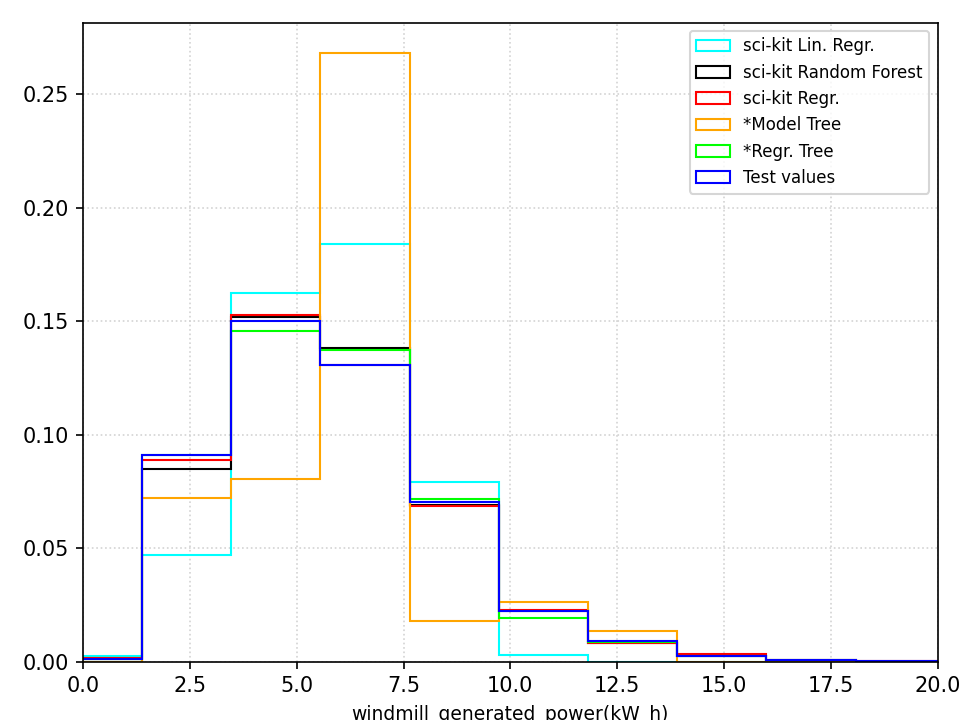 0.25
0.20
0.15
0.10
0.05
0.00
sci-kit Lin. Regr.
sci-kit Random Forest
sci-kit Regr.
*Model Tree
*Regr. Tree
Test values
0.0 2.5 5.0 7.5 10.0 12.5 15.0 17.5 20.0
windmill_generated_power(kW_h)